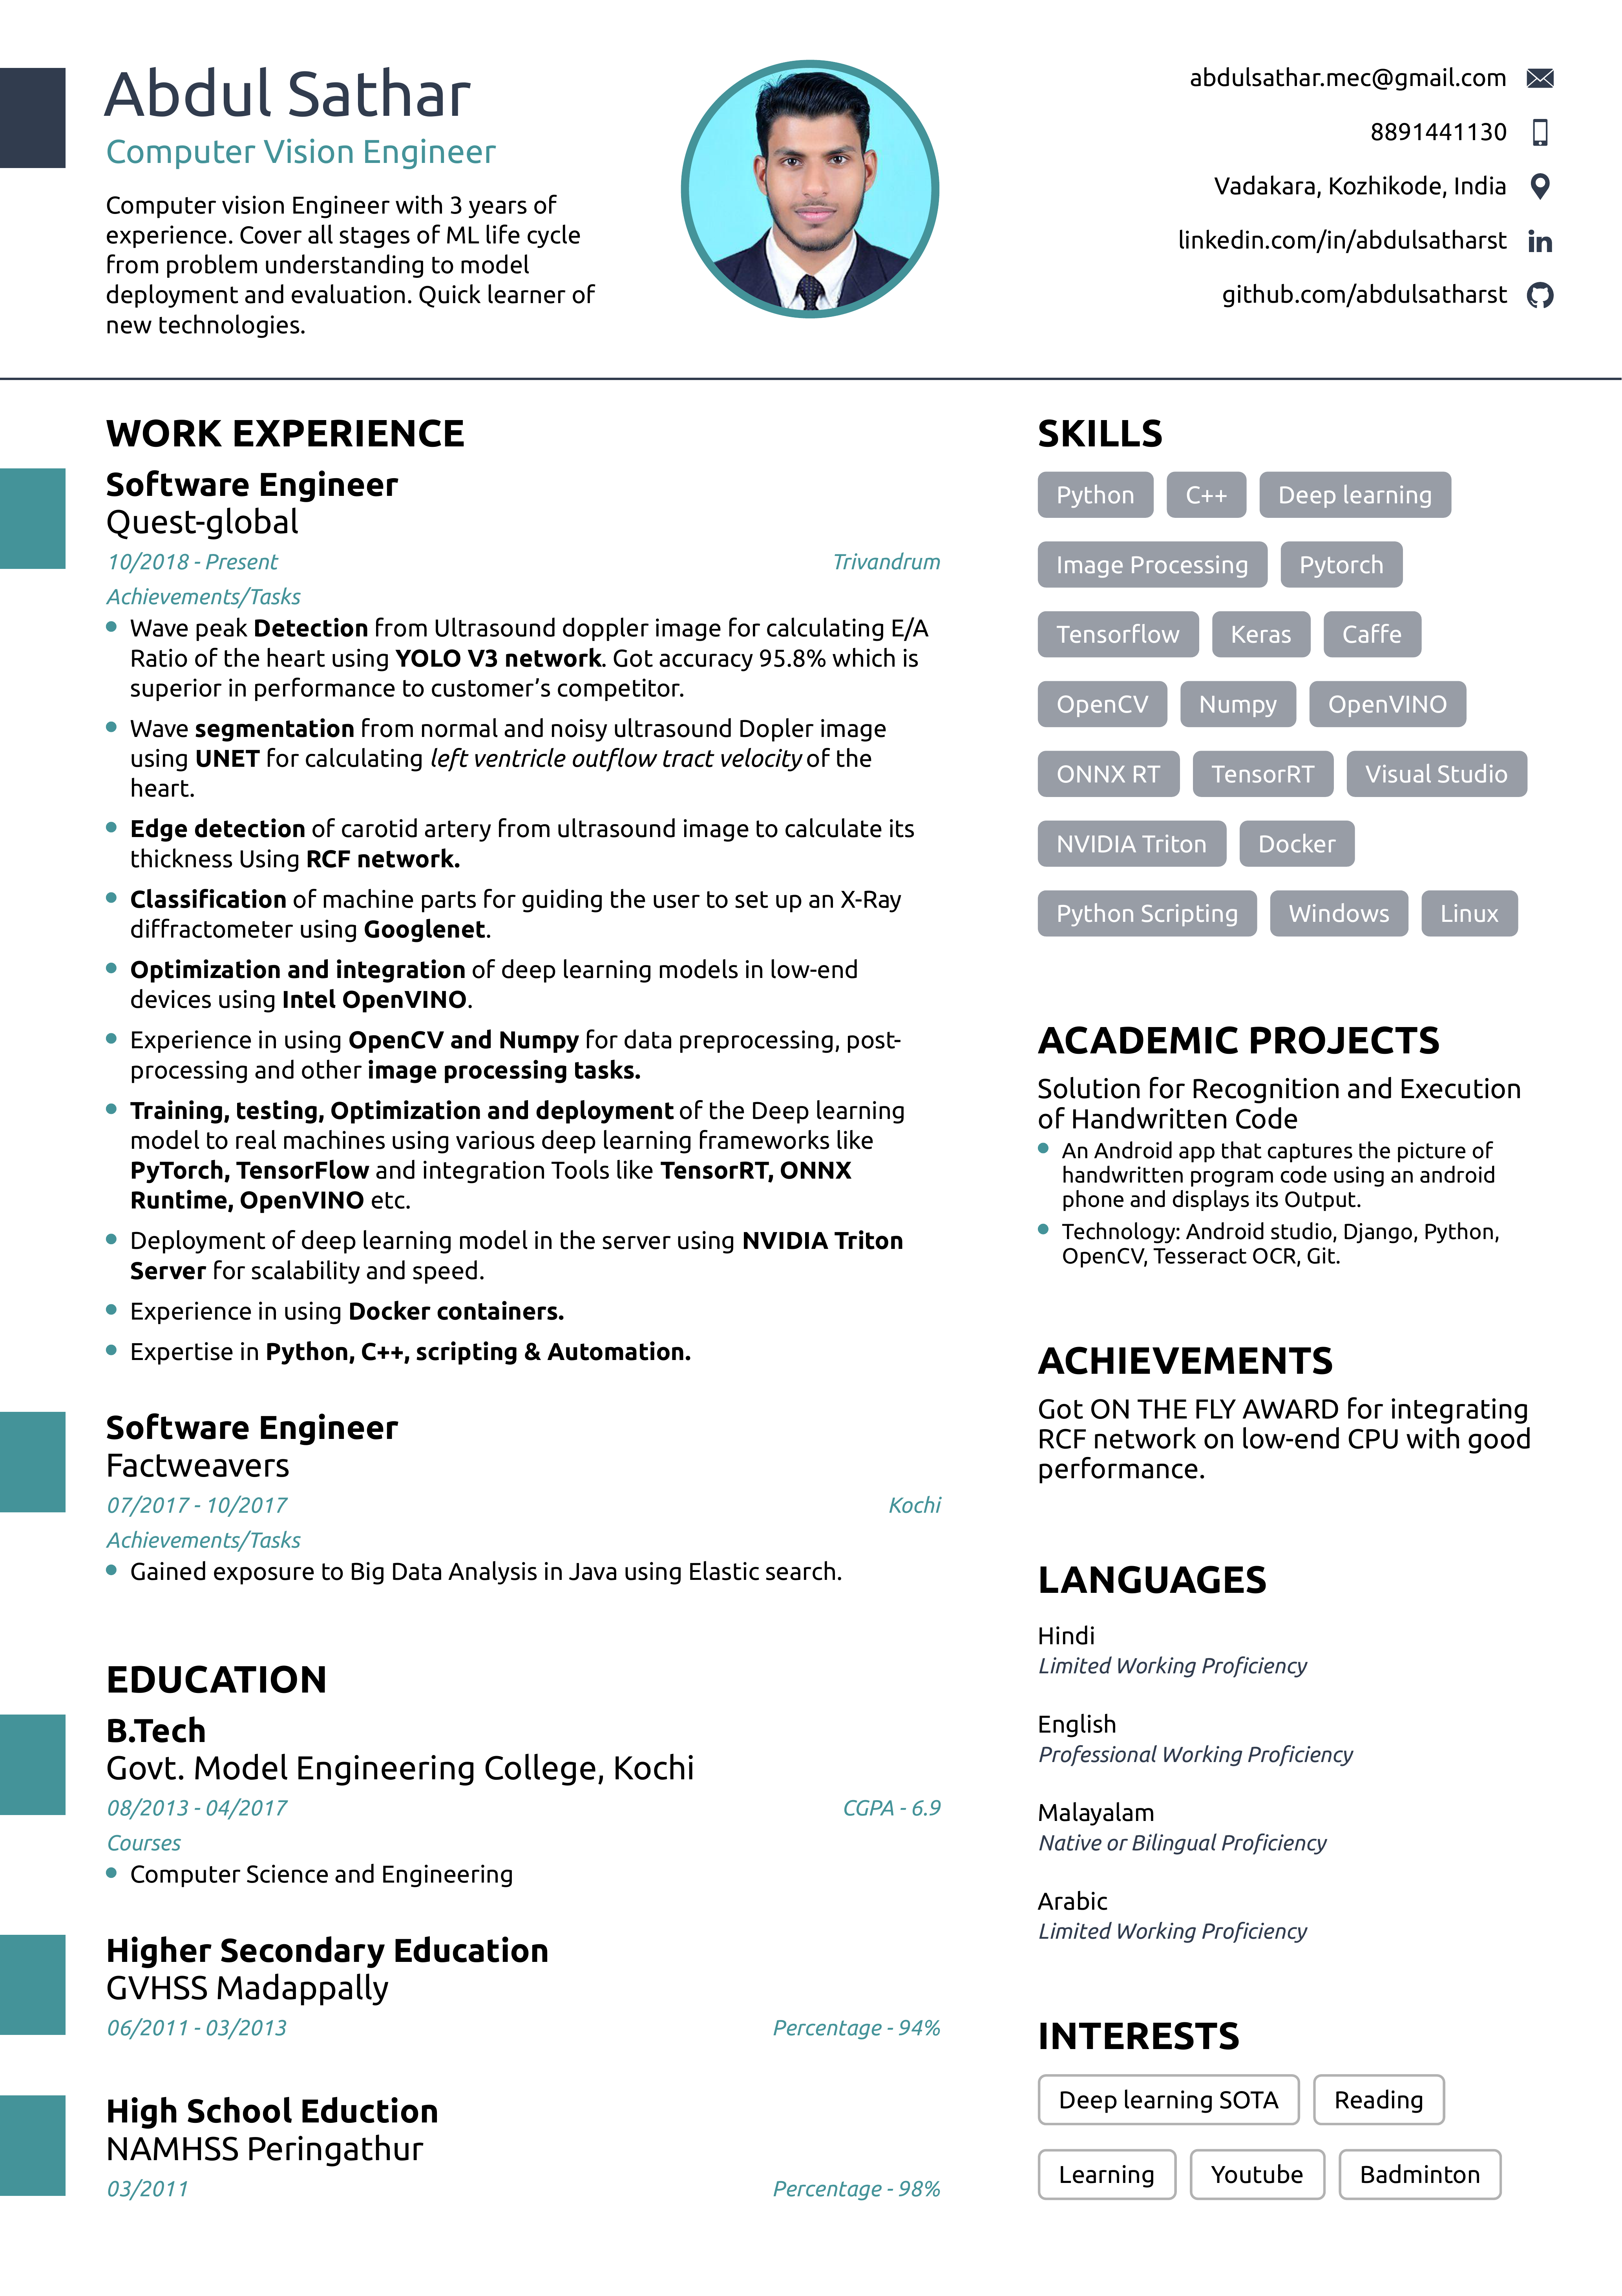 Abdul Sathar
Computer Vision Engineer
Computer vision Engineer with 3 years of
experience. Cover all stages of ML life cycle
from problem understanding to model
deployment and evaluation. Quick learner of
new technologies.
abdulsathar.mec@gmail.com
8891441130
Vadakara, Kozhikode, India
linkedin.com/in/abdulsatharst
github.com/abdulsatharst
WORK EXPERIENCE
Software Engineer
Quest-global
10/2018 - Present
Trivandrum
Achievements/Tasks
Wave peak Detection from Ultrasound doppler image for calculating E/A
Ratio of the heart using YOLO V3 network. Got accuracy 95.8% which is
superior in performance to customer's competitor.
Wave segmentation from normal and noisy ultrasound Dopler image
using UNET for calculating left ventricle outflow tract velocity of the
heart.
Edge detection of carotid artery from ultrasound image to calculate its
thickness Using RCF network.
Classification of machine parts for guiding the user to set up an X-Ray
diffractometer using Googlenet.
Optimization and integration of deep learning models in low-end
devices using Intel OpenVINO.
Experience in using OpenCV and Numpy for data preprocessing, post-
processing and other image processing tasks.
Training, testing, Optimization and deployment of the Deep learning
model to real machines using various deep learning frameworks like
PyTorch, TensorFlow and integration Tools like TensorRT, ONNX
Runtime, OpenVINO etc.
Deployment of deep learning model in the server using NVIDIA Triton
Server for scalability and speed.
Experience in using Docker containers.
Expertise in Python, C++, scripting & Automation.
Software Engineer
Factweavers
07/2017 - 10/2017
Kochi
Achievements/Tasks
Gained exposure to Big Data Analysis in Java using Elastic search.
EDUCATION
B.Tech
Govt. Model Engineering College, Kochi
08/2013 - 04/2017
CGPA - 6.9
Courses
Computer Science and Engineering
Higher Secondary Education
GVHSS Madappally
06/2011 - 03/2013
Percentage - 94%
High School Eduction
NAMHSS Peringathur
03/2011
Percentage - 98%
SKILLS
Python C++ Deep learning
Image Processing Pytorch
Tensorflow Keras Caffe
OpenCV Numpy OpenVINO
ONNX RT TensorRT Visual Studio
NVIDIA Triton Docker
Python Scripting Windows Linux
ACADEMIC PROJECTS
Solution for Recognition and Execution
of Handwritten Code
An Android app that captures the picture of
handwritten program code using an android
phone and displays its Output.
Technology: Android studio, Django, Python,
OpenCV, Tesseract OCR, Git.
ACHIEVEMENTS
Got ON THE FLY AWARD for integrating
RCF network on low-end CPU with good
performance.
LANGUAGES
Hindi
Limited Working Proficiency
English
Professional Working Proficiency
Malayalam
Native or Bilingual Proficiency
Arabic
Limited Working Proficiency
INTERESTS
Deep learning SOTA Reading
Learning Youtube Badminton